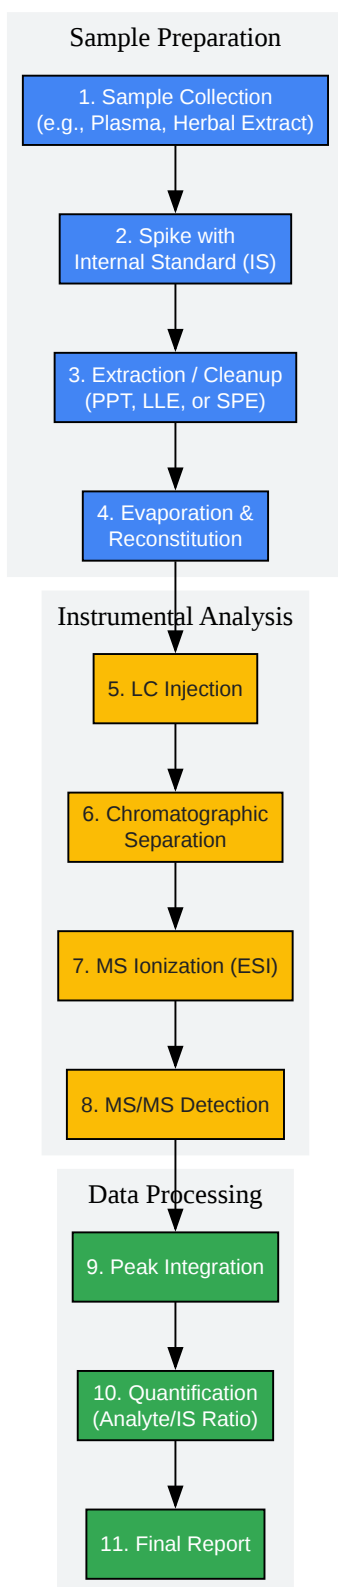 Sample Preparation
1. Sample Collection
(e.g., Plasma, Herbal Extract)
2. Spike with
Internal Standard (IS)
3. Extraction / Cleanup
(PPT, LLE, or SPE)
4. Evaporation &
Reconstitution
Instrumental Analysis
5. LC Injection
6. Chromatographic
Separation
7. MS Ionization (ESI)
8. MS/MS Detection
Data Processing
9. Peak Integration
10. Quantification
(Analyte/IS Ratio)
11. Final Report